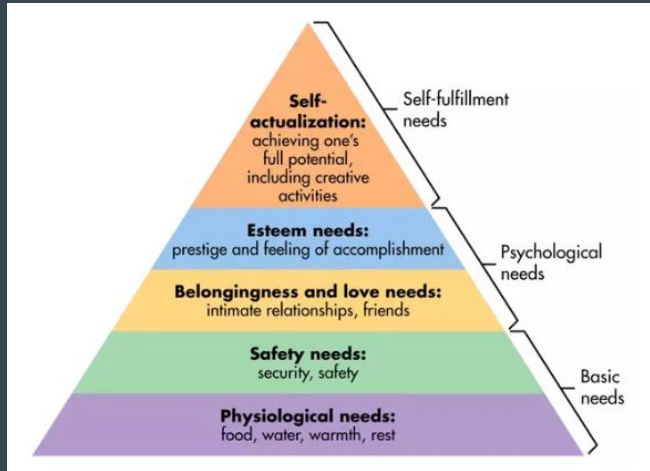 Self-
actualization:
achieving one's
full potential,
including creative
activities
Self-fulfillment
needs
Esteem needs:
prestige and feeling of accomplishment
Psychological
needs
Belongingness and love needs:
intimate relationships, friends
Safety needs:
security, safety
Basic
needs
Physiological needs:
food, water, warmth, rest